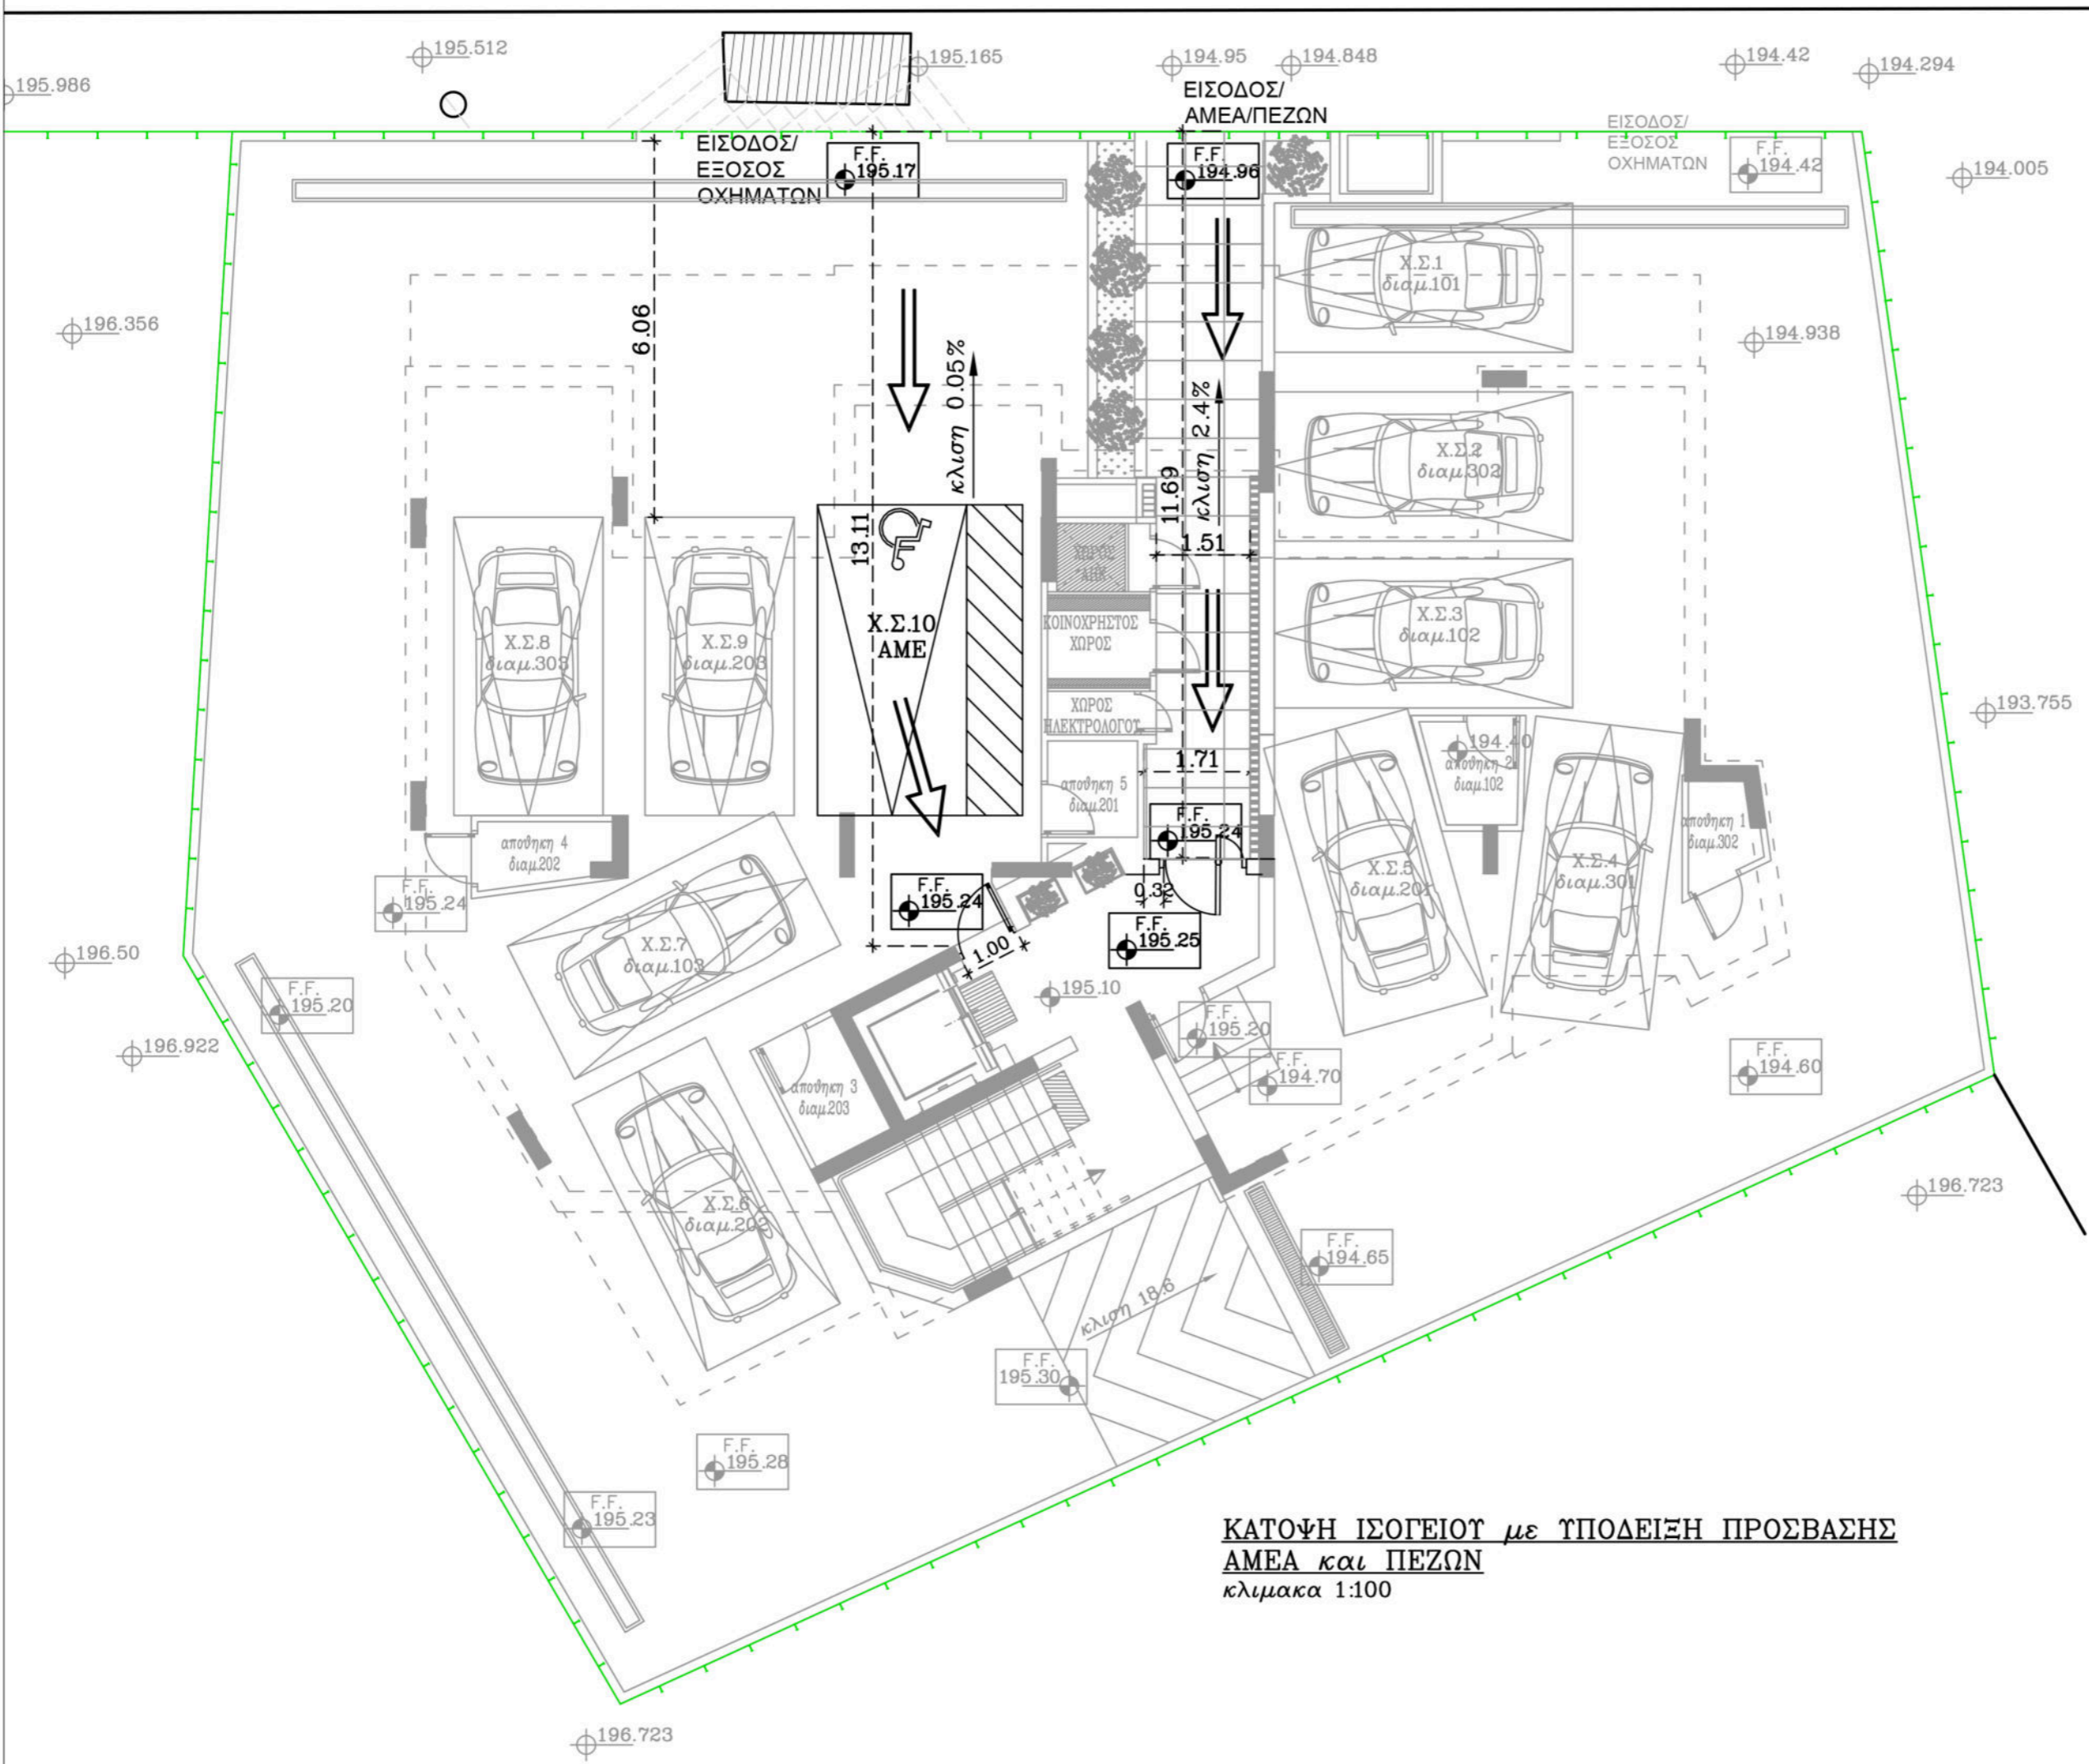 195.512
195.165
194.95
194.848
194.42
194.294
195.986
ΕΙΣΟΔΟΣ/
ΑΜΕΑ/ΠΕΖΩΝ
ΕΙΣΟΔΟΣ/
ΕΞΟΣΟΣ
ΟΧΗΜΑΤΩΝ
F.F.
195.17
F.F.
194.96
ΕΙΣΟΔΟΣ/
ΕΞΟΣΟΣ
ΟΧΗΜΑΤΩΝ
F.F.
194.42
194.005
196.356
6.06
κλιση 0.05%
κλιση 2.4%
Χ.Σ.1
διαμ.101
194.938
Χ.Σ.2
διαμ.302
13.11
11.69
1.51
ΧΩΡΟΣ
ΑΗΚ
Χ.Σ.8
διαμ.303
Χ.Σ.9
διαμ.203
Χ.Σ.10
ΑΜΕ
ΚΟΙΝΟΧΡΗΣΤΟΣ
ΧΩΡΟΣ
Χ.Σ.3
διαμ.102
ΧΩΡΟΣ
ΗΛΕΚΤΡΟΛΟΓΟΥ
193.755
1.71
194.40
αποθηκη 2
διαμ.102
αποθηκη 5
διαμ.201
αποθηκη 4
διαμ.202
F.F.
195.24
αποθηκη 1
διαμ.302
Χ.Σ.5
διαμ.201
Χ.Σ.4
διαμ.301
F.F.
195.24
F.F.
195.24
0.32
F.F.
195.25
1.00
196.50
Χ.Σ.7
διαμ.103
F.F.
195.20
195.10
F.F.
195.20
196.922
F.F.
194.70
F.F.
194.60
αποθηκη 3
διαμ.203
196.723
Χ.Σ.6
διαμ.202
F.F.
194.65
κλιση 18.6
F.F.
195.30
F.F.
195.28
F.F.
195.23
ΚΑΤΟΨΗ ΙΣΟΓΕΙΟΥ με ΥΠΟΔΕΙΞΗ ΠΡΟΣΒΑΣΗΣ
ΑΜΕΑ και ΠΕΖΩΝ
κλιμακα 1:100
196.723